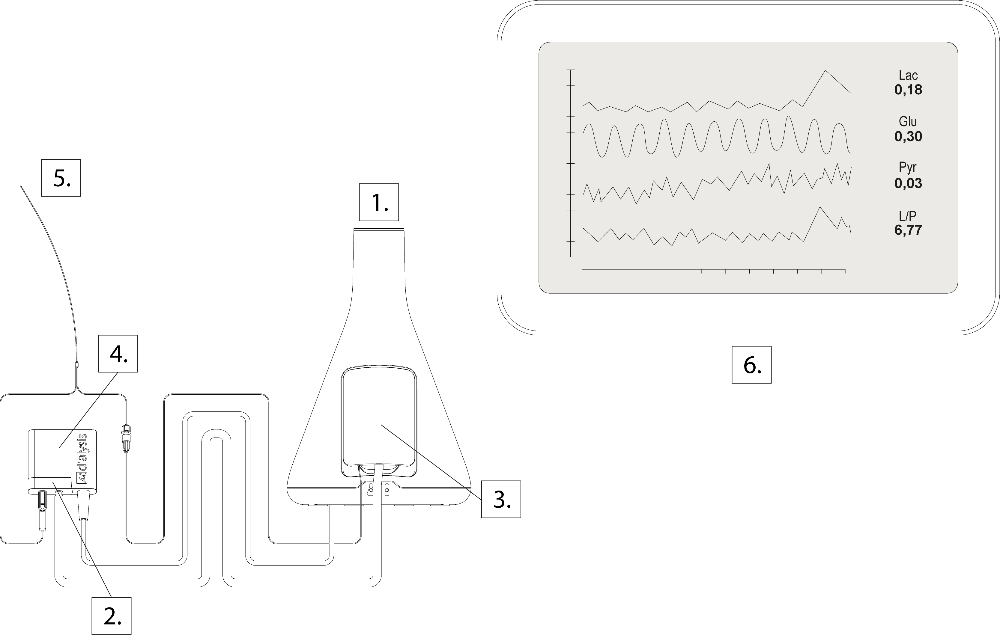 Lac
0,18
Glu
0,30
Pyr
0,03
L/P
6,77
5.
1.
4.
6.
μdialysis
3.
2.